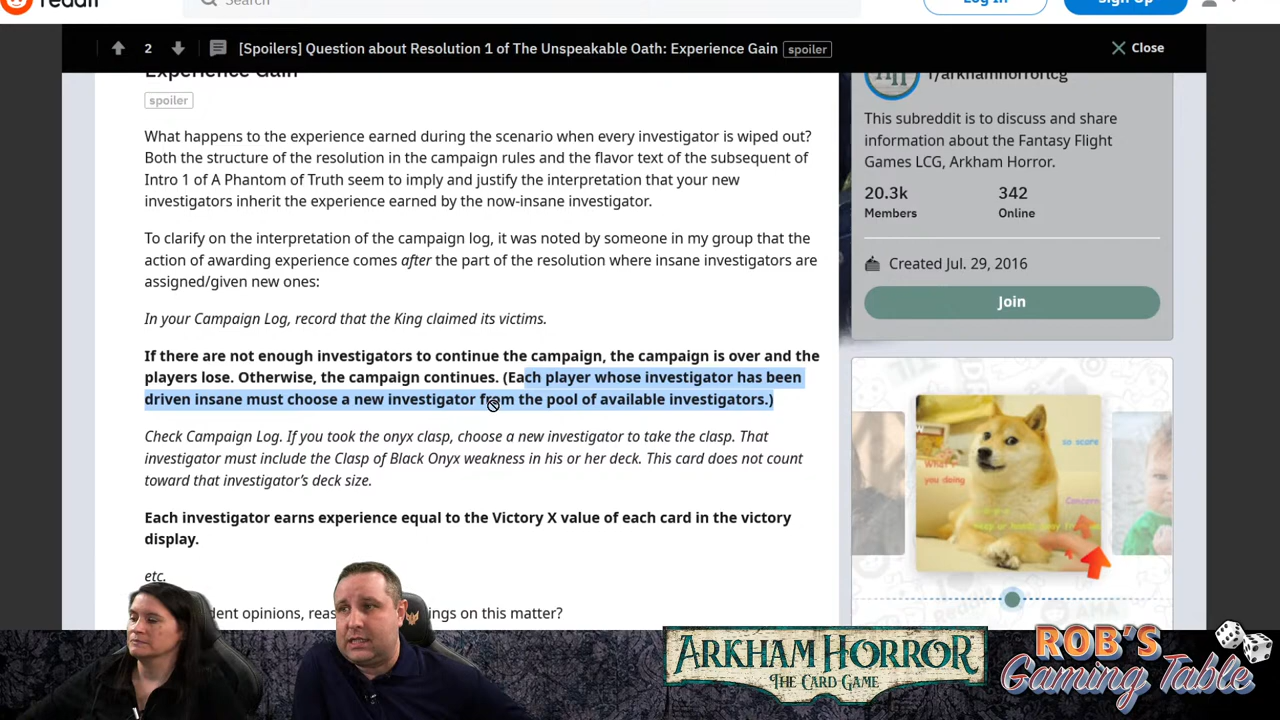 reddit
Search
Log In
Sign Up
2
[Spoilers] Question about Resolution 1 of The Unspeakable Oath: Experience Gain
spoiler
Close
Experience Gain
spoiler
What happens to the experience earned during the scenario when every investigator is wiped out?
Both the structure of the resolution in the campaign rules and the flavor text of the subsequent of
Intro 1 of A Phantom of Truth seem to imply and justify the interpretation that your new
investigators inherit the experience earned by the now-insane investigator.
To clarify on the interpretation of the campaign log, it was noted by someone in my group that the
action of awarding experience comes after the part of the resolution where insane investigators are
assigned/given new ones:
In your Campaign Log, record that the King claimed its victims.
If there are not enough investigators to continue the campaign, the campaign is over and the
players lose. Otherwise, the campaign continues. (Each player whose investigator has been
driven insane must choose a new investigator from the pool of available investigators.)
Check Campaign Log. If you took the onyx clasp, choose a new investigator to take the clasp. That
investigator must include the Clasp of Black Onyx weakness in his or her deck. This card does not count
toward that investigator's deck size.
Each investigator earns experience equal to the Victory X value of each card in the victory
display.
etc.
dent opinions, reas ings on this matter?
r/arkhamhorrorlcg
This subreddit is to discuss and share
information about the Fantasy Flight
Games LCG, Arkham Horror.
20.3k
342
Members
Online
Created Jul. 29, 2016
Join
so scare
What's
you doing
Concern
ARKHAM HORROR
THE CARD GAME
ROB'S
Gaming Table